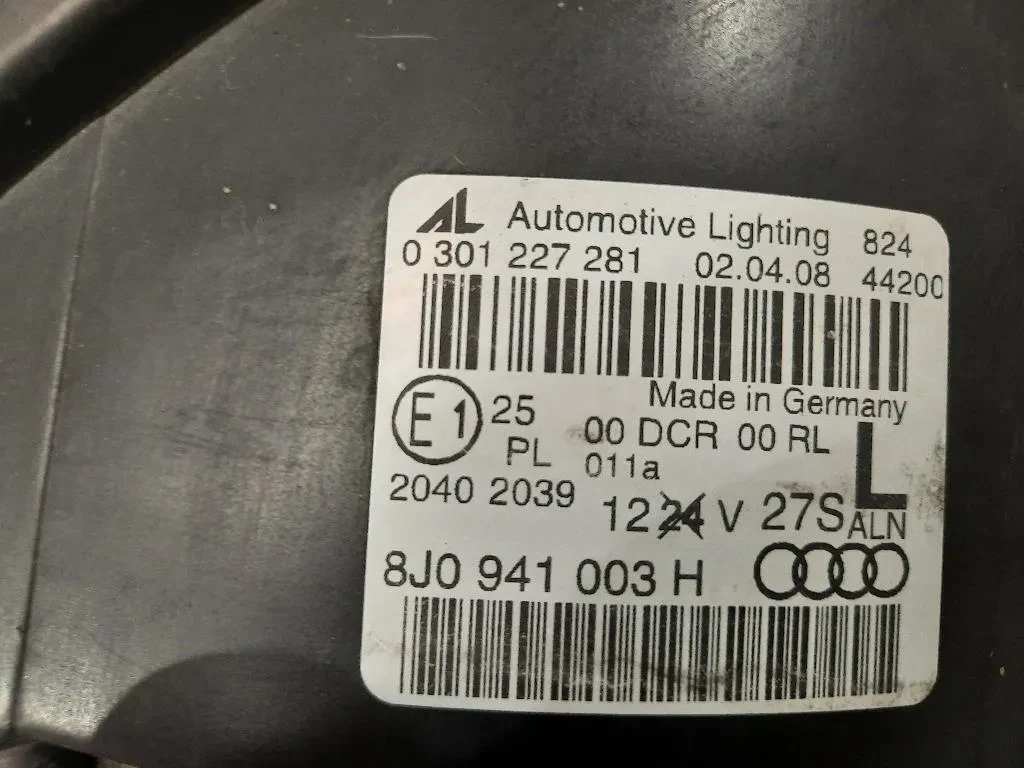 AL Automotive Lighting 824
0 301 227 281 02.04.08 44200
Made in Germany
E1 25 00 DCR 00 RL L
PL 011a
2040 2039 12 24 V 27S ALN
8J0 941 003 H